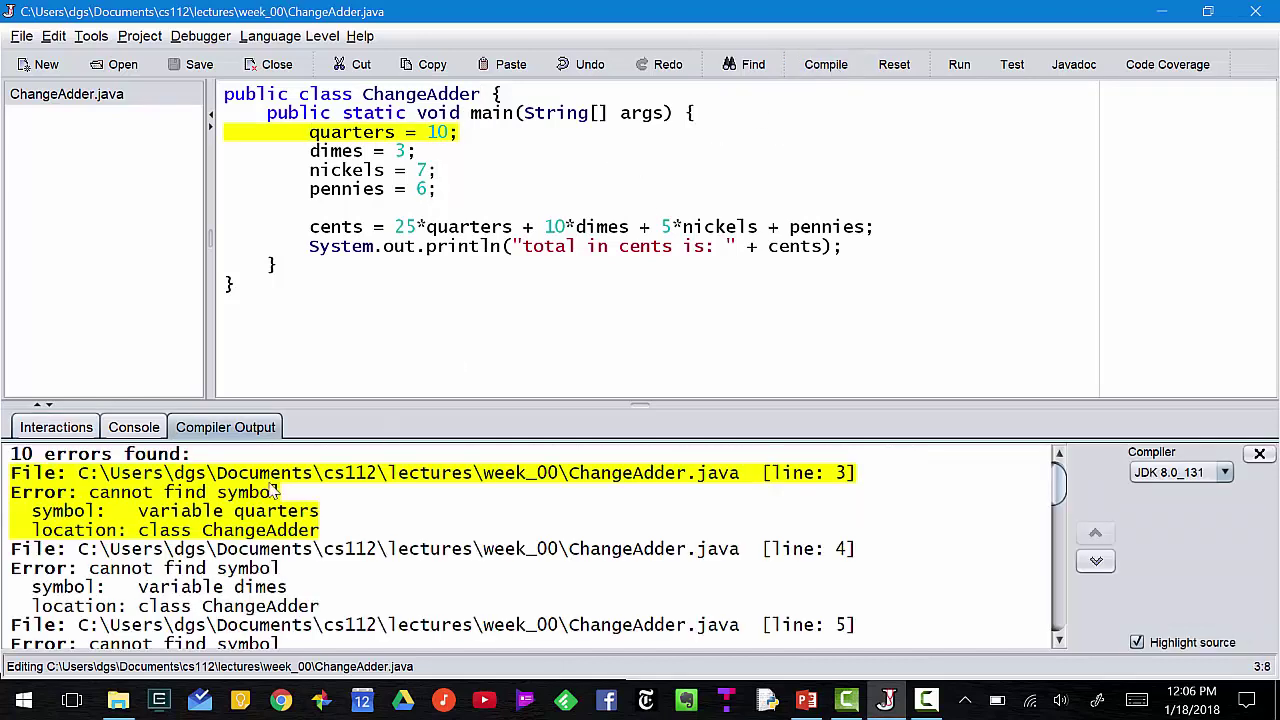 C:\Users\dgs\Documents\cs112\lectures\week_00\ChangeAdder.java
File Edit Tools Project Debugger Language Level Help
New Open Save Close Cut Copy Paste Undo Redo Find Compile Reset Run Test Javadoc Code Coverage
ChangeAdder.java
public class ChangeAdder {
public static void main(String[] args) {
quarters = 10;
dimes = 3;
nickels = 7;
pennies = 6;
cents = 25*quarters + 10*dimes + 5*nickels + pennies;
System.out.println("total in cents is: " + cents);
}
}
Interactions Console Compiler Output
10 errors found:
File: C:\Users\dgs\Documents\cs112\lectures\week_00\ChangeAdder.java [line: 3]
Error: cannot find symbol
symbol: variable quarters
location: class ChangeAdder
File: C:\Users\dgs\Documents\cs112\lectures\week_00\ChangeAdder.java [line: 4]
Error: cannot find symbol
symbol: variable dimes
location: class ChangeAdder
File: C:\Users\dgs\Documents\cs112\lectures\week_00\ChangeAdder.java [line: 5]
Error: cannot find symbol
Compiler
JDK 8.0_131
Highlight source
Editing C:\Users\dgs\Documents\cs112\lectures\week_00\ChangeAdder.java
3:8
12
12:06 PM
1/18/2018